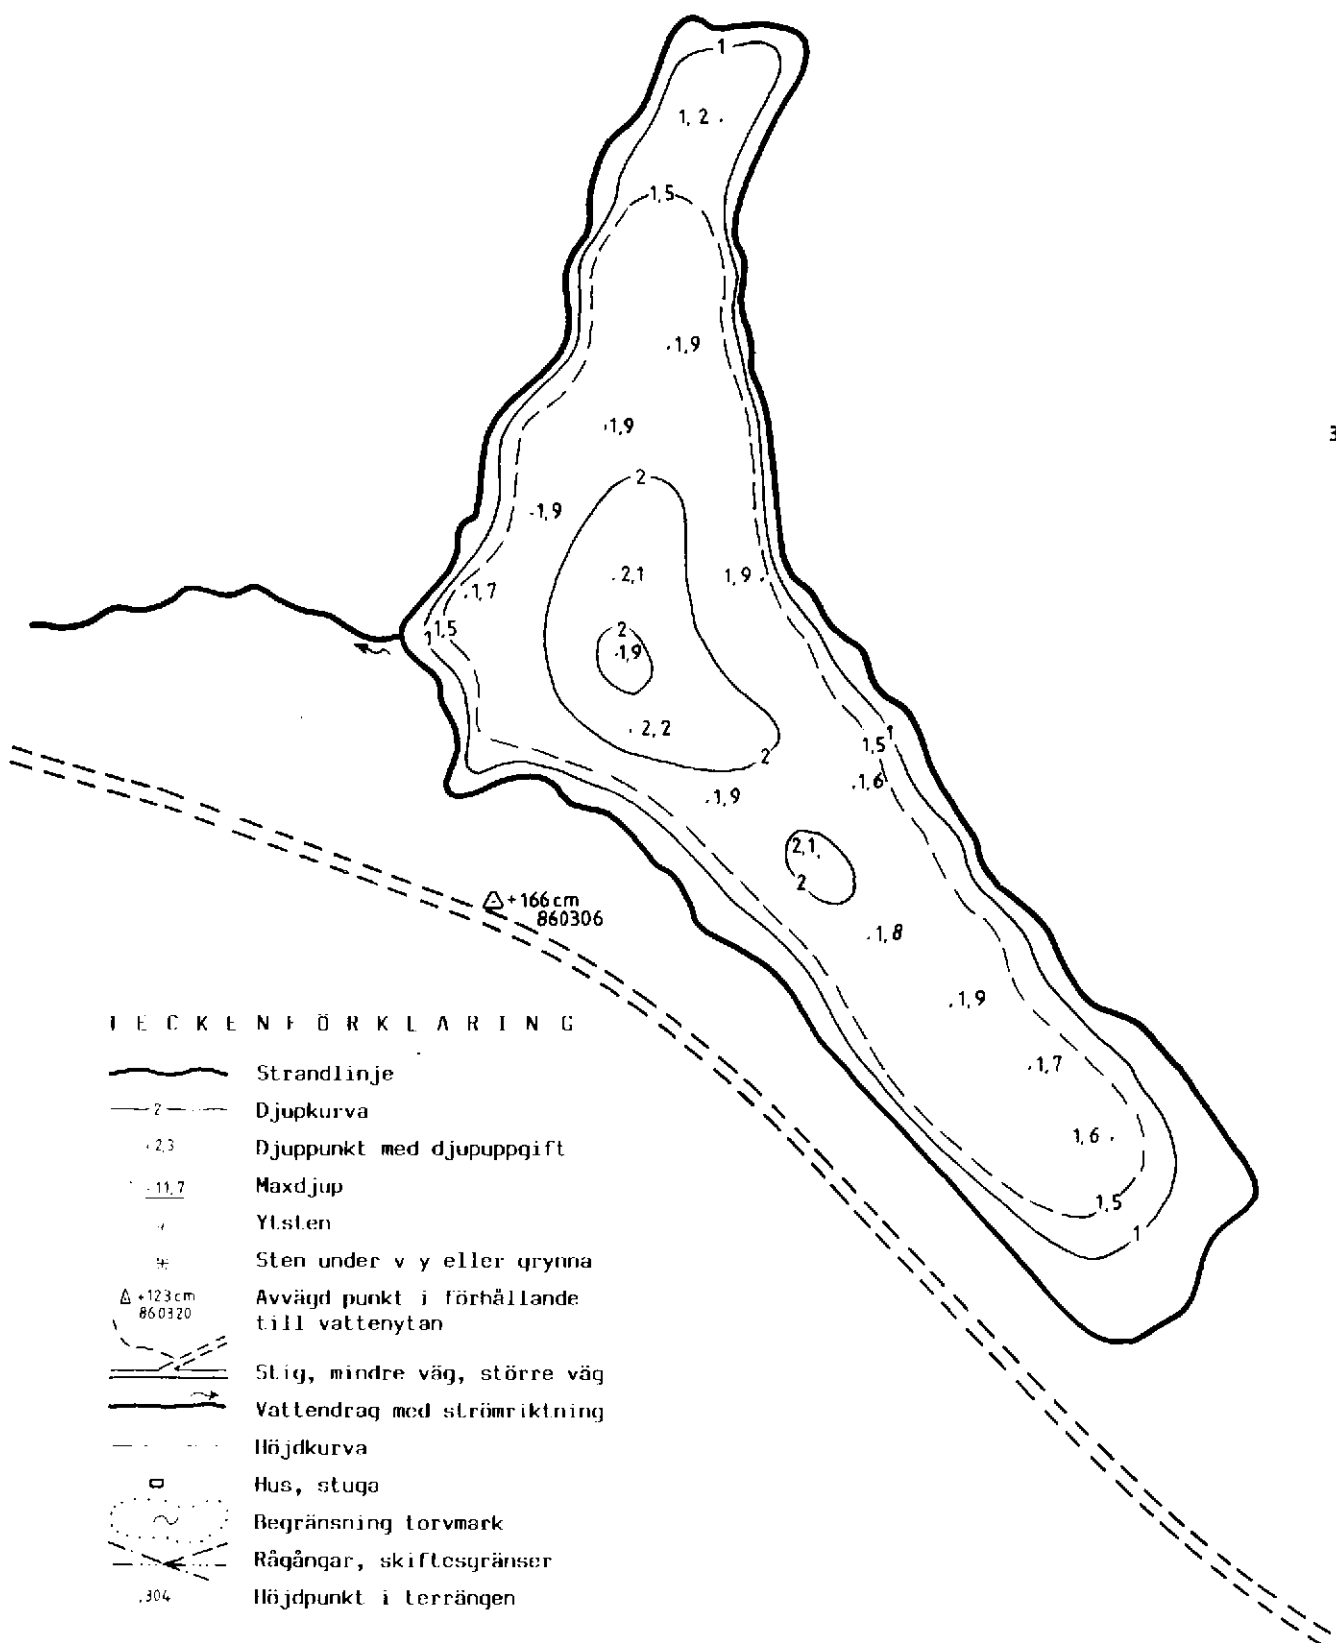 1
1,2
1,5
1,9
1,9
3
2
1,9
2,1
1,9
1,7
1 1,5
2
1,9
2,2
2
1
1,5
1,6
1,9
2,1
2
1,8
+166 cm
860306
1,9
1,7
1,6
1,5
1
TECKENFÖRKLARING
Strandlinje
2 Djupkurva
2,3 Djuppunkt med djupuppgift
11,7 Maxdjup
Ytsten
Sten under v y eller grynna
+123cm Avvägd punkt i förhållande
860320 till vattenytan
Stig, mindre väg, större väg
Vattendrag med strömriktning
Höjdkurva
Hus, stuga
Begränsning torvmark
Rågångar, skiftesgränser
.304 Höjdpunkt i terrängen